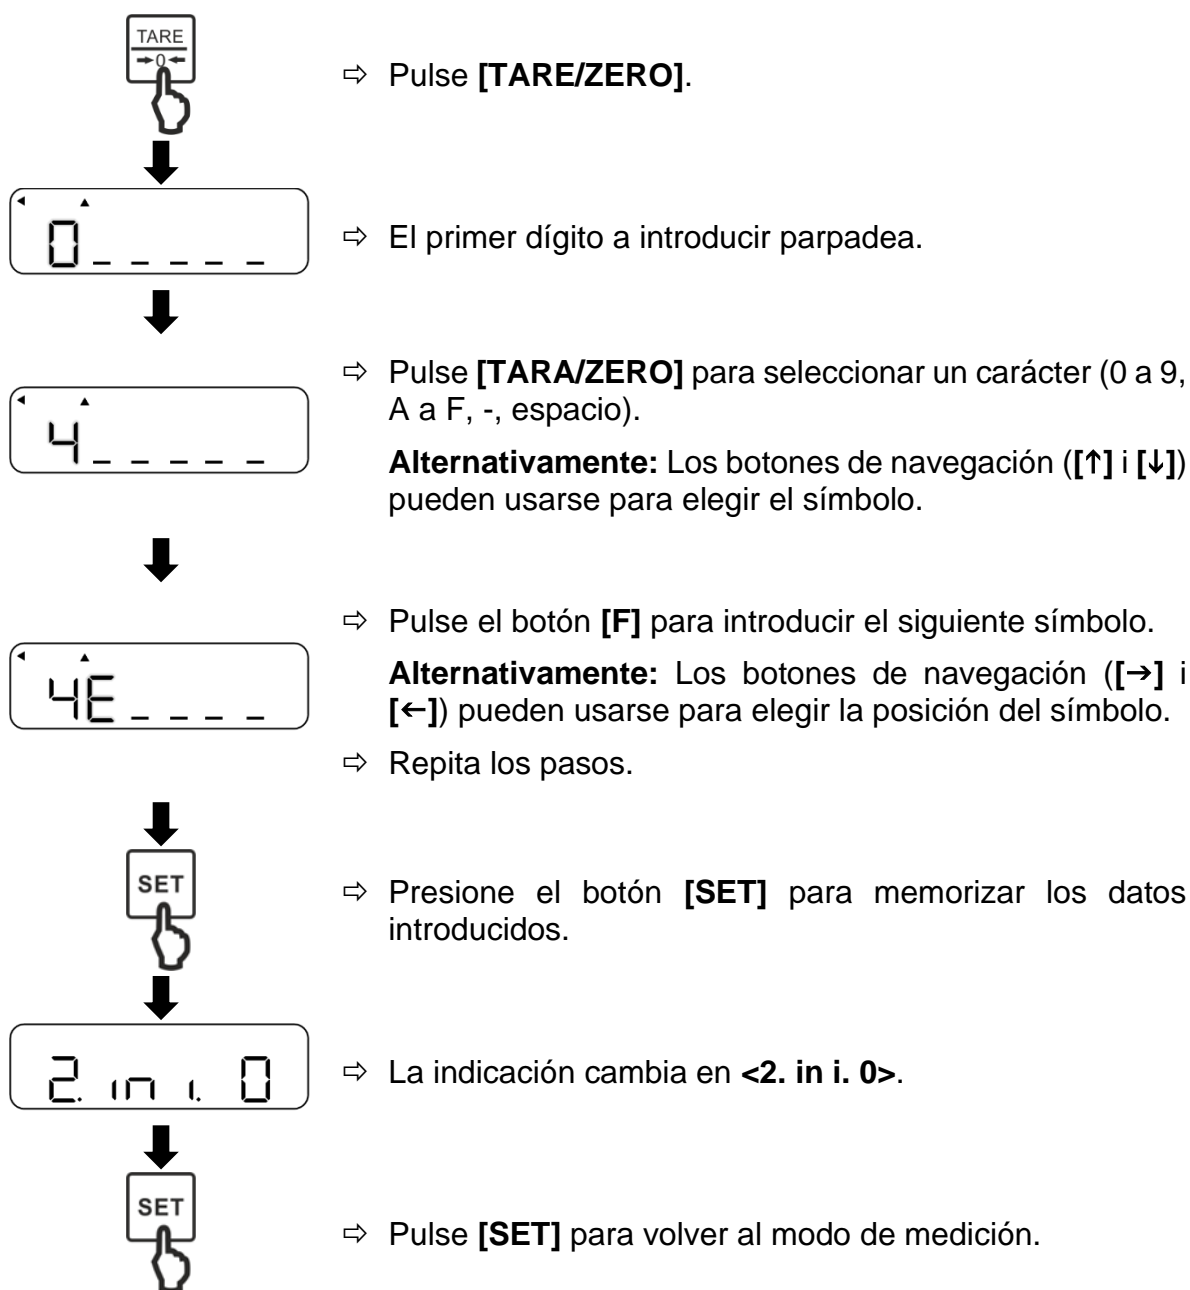 TARE
→0←
⇨ Pulse [TARE/ZERO].
0 _ _ _ _ _
⇨ El primer dígito a introducir parpadea.
4 _ _ _ _ _
⇨ Pulse [TARA/ZERO] para seleccionar un carácter (0 a 9,
A a F, -, espacio).
Alternativamente: Los botones de navegación ([↑] i [↓])
pueden usarse para elegir el símbolo.
4E _ _ _ _
⇨ Pulse el botón [F] para introducir el siguiente símbolo.
Alternativamente: Los botones de navegación ([→] i
[←]) pueden usarse para elegir la posición del símbolo.
⇨ Repita los pasos.
SET
⇨ Presione el botón [SET] para memorizar los datos
introducidos.
2. in i. 0
⇨ La indicación cambia en <2. in i. 0>.
SET
⇨ Pulse [SET] para volver al modo de medición.